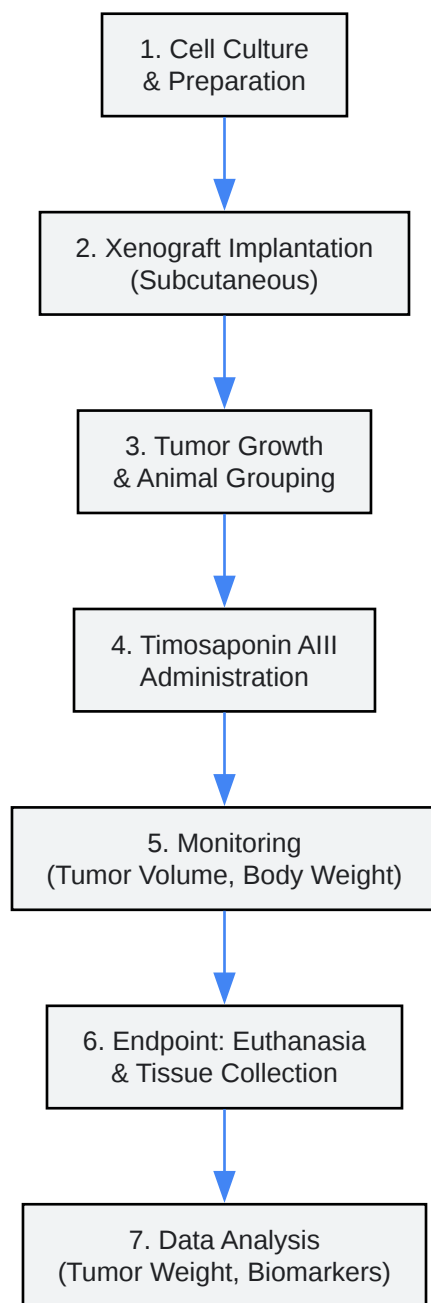 1. Cell Culture
& Preparation
2. Xenograft Implantation
(Subcutaneous)
3. Tumor Growth
& Animal Grouping
4. Timosaponin AIII
Administration
5. Monitoring
(Tumor Volume, Body Weight)
6. Endpoint: Euthanasia
& Tissue Collection
7. Data Analysis
(Tumor Weight, Biomarkers)